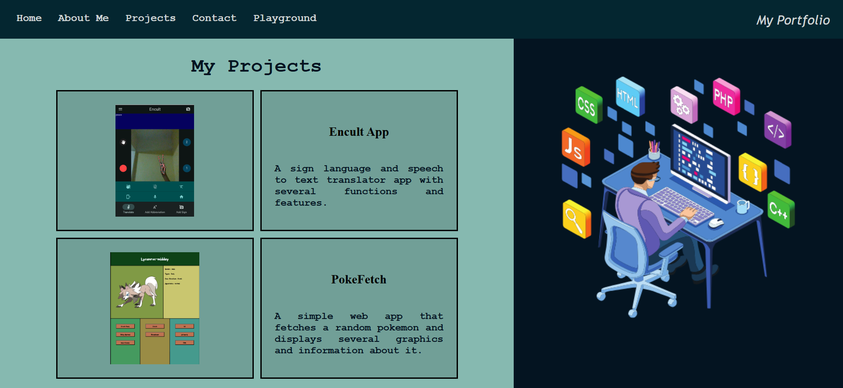 Home About Me Projects Contact Playground
My Portfolio
My Projects
Encult
Encult App
A sign language and speech
to text translator app with
several functions and
features.
PokeFetch
A simple web app that
fetches a random pokemon and
displays several graphics
and information about it.
CSS
HTML
PHP
</>
Js
{ }
C++